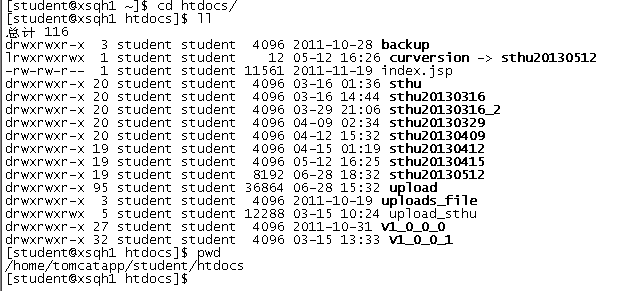 [student@xsqh1 ~]$ cd htdocs/
[student@xsqh1 htdocs]$ ll
总计 116
drwxrwxr-x  3 student student  4096 2011-10-28 backup
lrwxrwxrwx  1 student student    12 05-12 16:26 curversion -> sthu20130512
-rw-rw-r--  1 student student 11561 2011-11-19 index.jsp
drwxrwxr-x 20 student student  4096 03-16 01:36 sthu
drwxrwxr-x 20 student student  4096 03-16 14:44 sthu20130316
drwxrwxr-x 20 student student  4096 03-29 21:06 sthu20130316_2
drwxrwxr-x 20 student student  4096 04-09 02:34 sthu20130329
drwxrwxr-x 20 student student  4096 04-12 15:32 sthu20130409
drwxrwxr-x 19 student student  4096 04-15 01:19 sthu20130412
drwxrwxr-x 19 student student  4096 05-12 16:25 sthu20130415
drwxrwxr-x 19 student student  8192 06-28 18:32 sthu20130512
drwxrwxr-x 95 student student 36864 06-28 15:32 upload
drwxrwxr-x  3 student student  4096 2011-10-19 uploads_file
drwxrwxrwx  5 student student 12288 03-15 10:24 upload_sthu
drwxrwxr-x 27 student student  4096 2011-10-31 V1_0_0_0
drwxrwxr-x 32 student student  4096 03-15 13:33 V1_0_0_1
[student@xsqh1 htdocs]$ pwd
/home/tomcatapp/student/htdocs
[student@xsqh1 htdocs]$